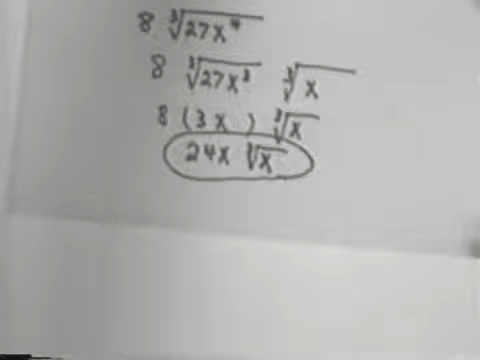 8 ∛27x⁴
8 ∛27x³ ∛x
8 (3x) ∛x
24x ∛x